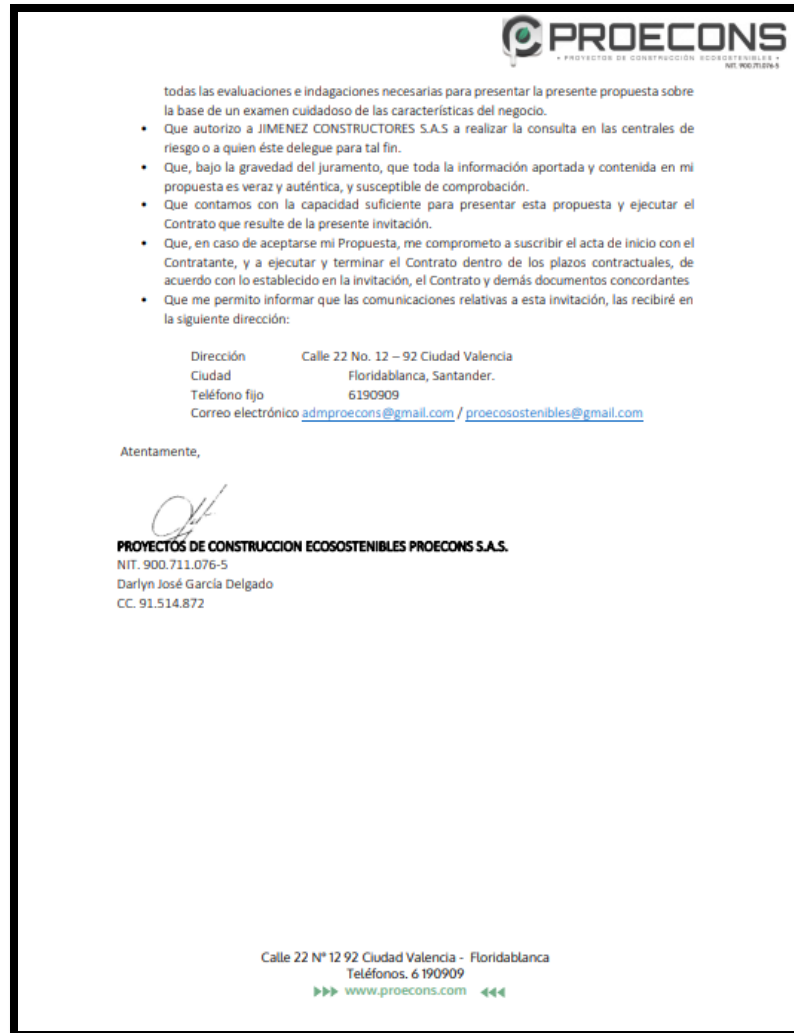 PROECONS
• PROYECTOS DE CONSTRUCCIÓN ECOSOSTENIBLES •
NIT. 900.711.076-5
todas las evaluaciones e indagaciones necesarias para presentar la presente propuesta sobre
la base de un examen cuidadoso de las características del negocio.
• Que autorizo a JIMENEZ CONSTRUCTORES S.A.S a realizar la consulta en las centrales de
riesgo o a quien éste delegue para tal fin.
• Que, bajo la gravedad del juramento, que toda la información aportada y contenida en mi
propuesta es veraz y auténtica, y susceptible de comprobación.
• Que contamos con la capacidad suficiente para presentar esta propuesta y ejecutar el
Contrato que resulte de la presente invitación.
• Que, en caso de aceptarse mi Propuesta, me comprometo a suscribir el acta de inicio con el
Contratante, y a ejecutar y terminar el Contrato dentro de los plazos contractuales, de
acuerdo con lo establecido en la invitación, el Contrato y demás documentos concordantes
• Que me permito informar que las comunicaciones relativas a esta invitación, las recibiré en
la siguiente dirección:
Dirección Calle 22 No. 12 – 92 Ciudad Valencia
Ciudad Floridablanca, Santander.
Teléfono fijo 6190909
Correo electrónico admproecons@gmail.com / proecosostenibles@gmail.com
Atentamente,
PROYECTOS DE CONSTRUCCION ECOSOSTENIBLES PROECONS S.A.S.
NIT. 900.711.076-5
Darlyn José García Delgado
CC. 91.514.872
Calle 22 N° 12 92 Ciudad Valencia - Floridablanca
Teléfonos. 6 190909
www.proecons.com